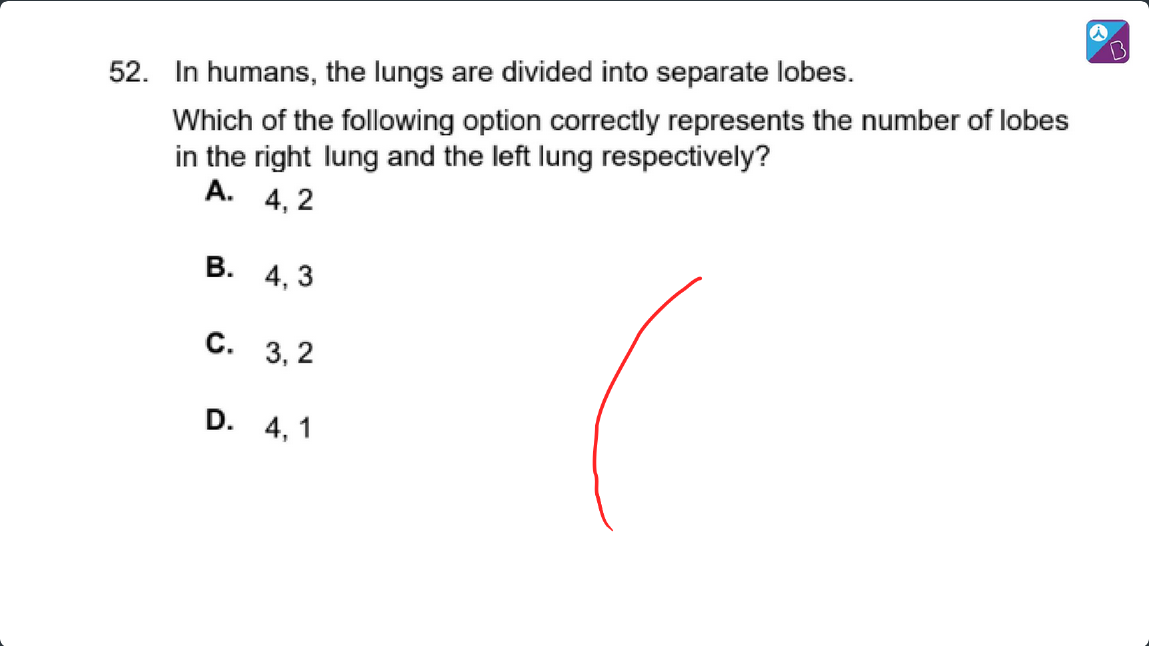 52. In humans, the lungs are divided into separate lobes.
Which of the following option correctly represents the number of lobes
in the right lung and the left lung respectively?
A. 4, 2
B. 4, 3
C. 3, 2
D. 4, 1
B